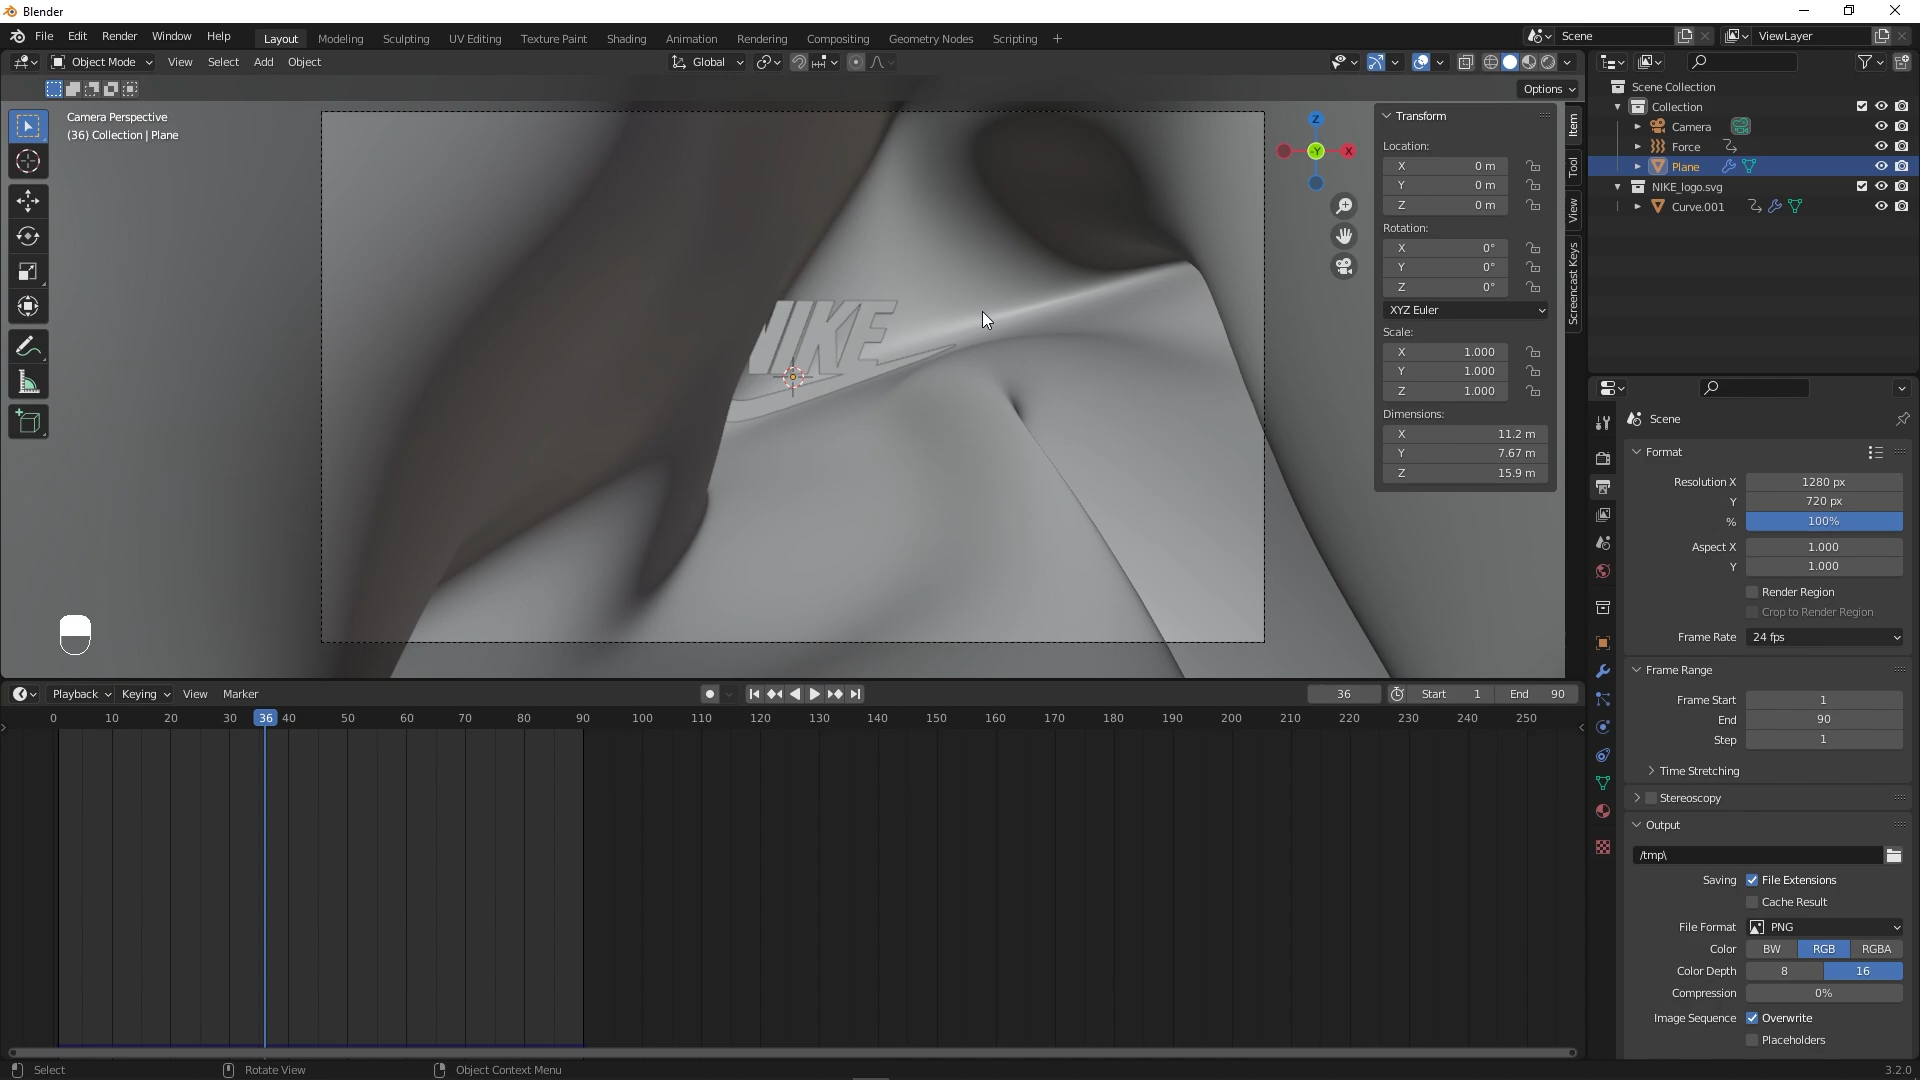 Blender
File Edit Render Window Help
Layout Modeling Sculpting UV Editing Texture Paint Shading Animation Rendering Compositing Geometry Nodes Scripting +
Scene
ViewLayer
Object Mode View Select Add Object
Global
Options
Camera Perspective
(36) Collection | Plane
NIKE
Z
X
-Y
Transform
Location:
X 0 m
Y 0 m
Z 0 m
Rotation:
X 0°
Y 0°
Z 0°
XYZ Euler
Scale:
X 1.000
Y 1.000
Z 1.000
Dimensions:
X 11.2 m
Y 7.67 m
Z 15.9 m
Item
Tool
View
Screencast Keys
Scene Collection
Collection
Camera
Force
Plane
NIKE_logo.svg
Curve.001
Scene
Format
Resolution X 1280 px
Y 720 px
% 100%
Aspect X 1.000
Y 1.000
Render Region
Crop to Render Region
Frame Rate 24 fps
Frame Range
Frame Start 1
End 90
Step 1
Time Stretching
Stereoscopy
Output
/tmp\
Saving File Extensions
Cache Result
File Format PNG
Color BW RGB RGBA
Color Depth 8 16
Compression 0%
Image Sequence Overwrite
Placeholders
Playback Keying View Marker
36 Start 1 End 90
0 10 20 30 36 40 50 60 70 80 90 100 110 120 130 140 150 160 170 180 190 200 210 220 230 240 250
Select Rotate View Object Context Menu
3.2.0